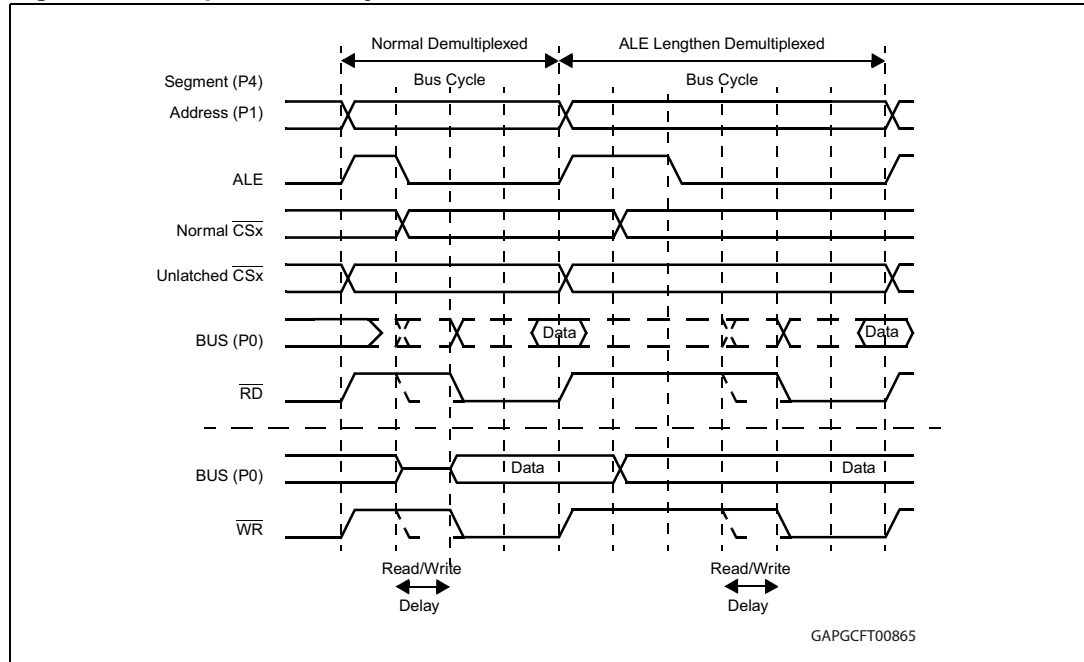 Normal Demultiplexed
ALE Lengthen Demultiplexed
Segment (P4)
Bus Cycle
Bus Cycle
Address (P1)
ALE
Normal CSx
Unlatched CSx
BUS (P0)
Data
Data
RD
BUS (P0)
Data
Data
WR
Read/Write
Delay
Read/Write
Delay
GAPGCFT00865